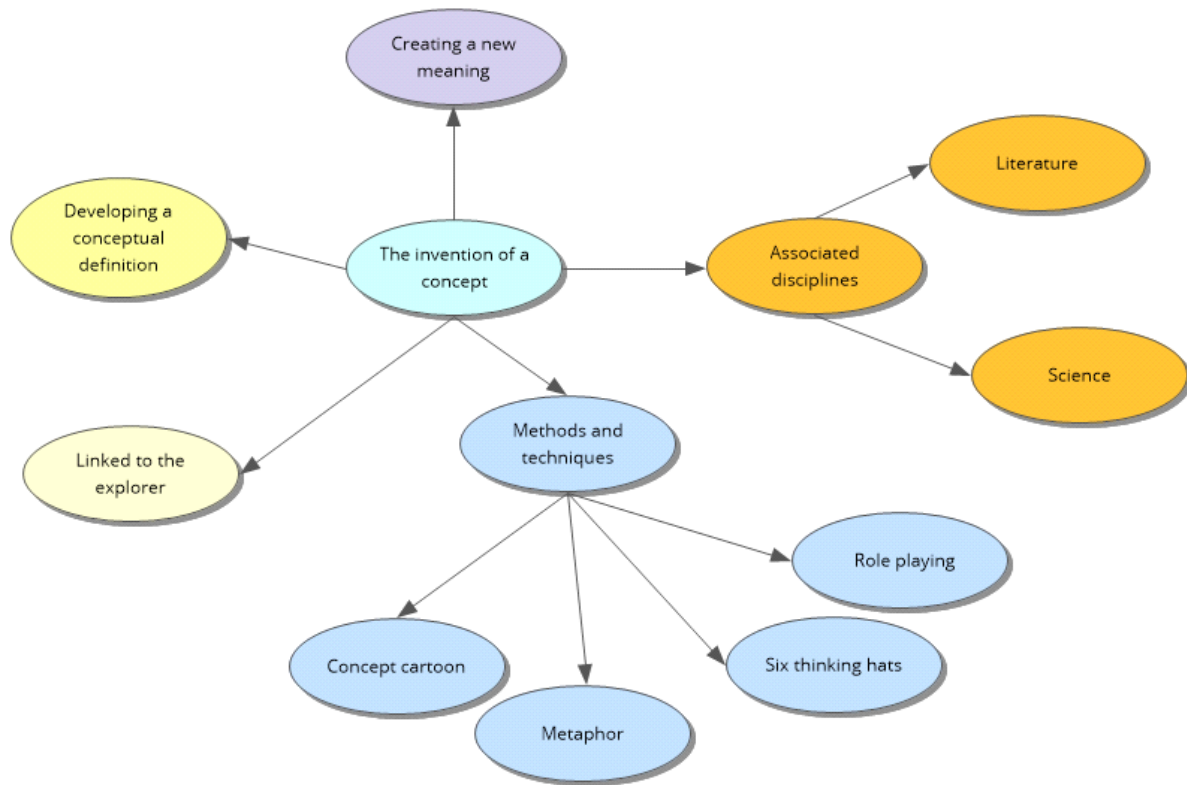 Creating a new
meaning
Literature
Developing a
conceptual
definition
The invention of a
concept
Associated
disciplines
Science
Methods and
techniques
Linked to the
explorer
Role playing
Concept cartoon
Six thinking hats
Metaphor